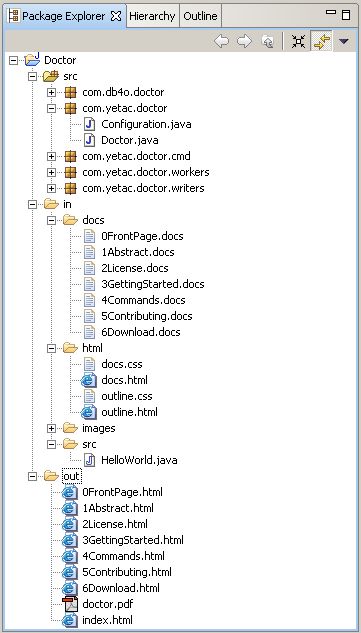 Package Explorer Hierarchy Outline
Doctor
src
com.db4o.doctor
com.yetac.doctor
Configuration.java
Doctor.java
com.yetac.doctor.cmd
com.yetac.doctor.workers
com.yetac.doctor.writers
in
docs
0FrontPage.docs
1Abstract.docs
2License.docs
3GettingStarted.docs
4Commands.docs
5Contributing.docs
6Download.docs
html
docs.css
docs.html
outline.css
outline.html
images
src
HelloWorld.java
out
0FrontPage.html
1Abstract.html
2License.html
3GettingStarted.html
4Commands.html
5Contributing.html
6Download.html
doctor.pdf
index.html